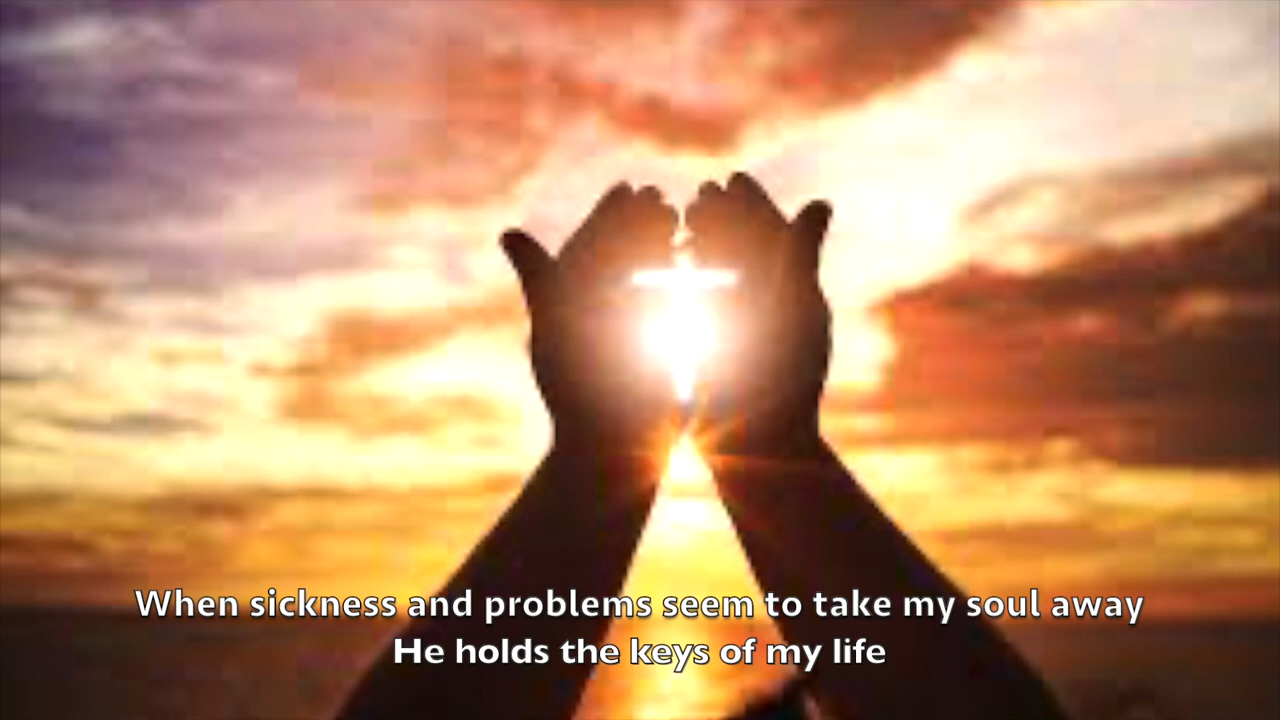 When sickness and problems seem to take my soul away
He holds the keys of my life